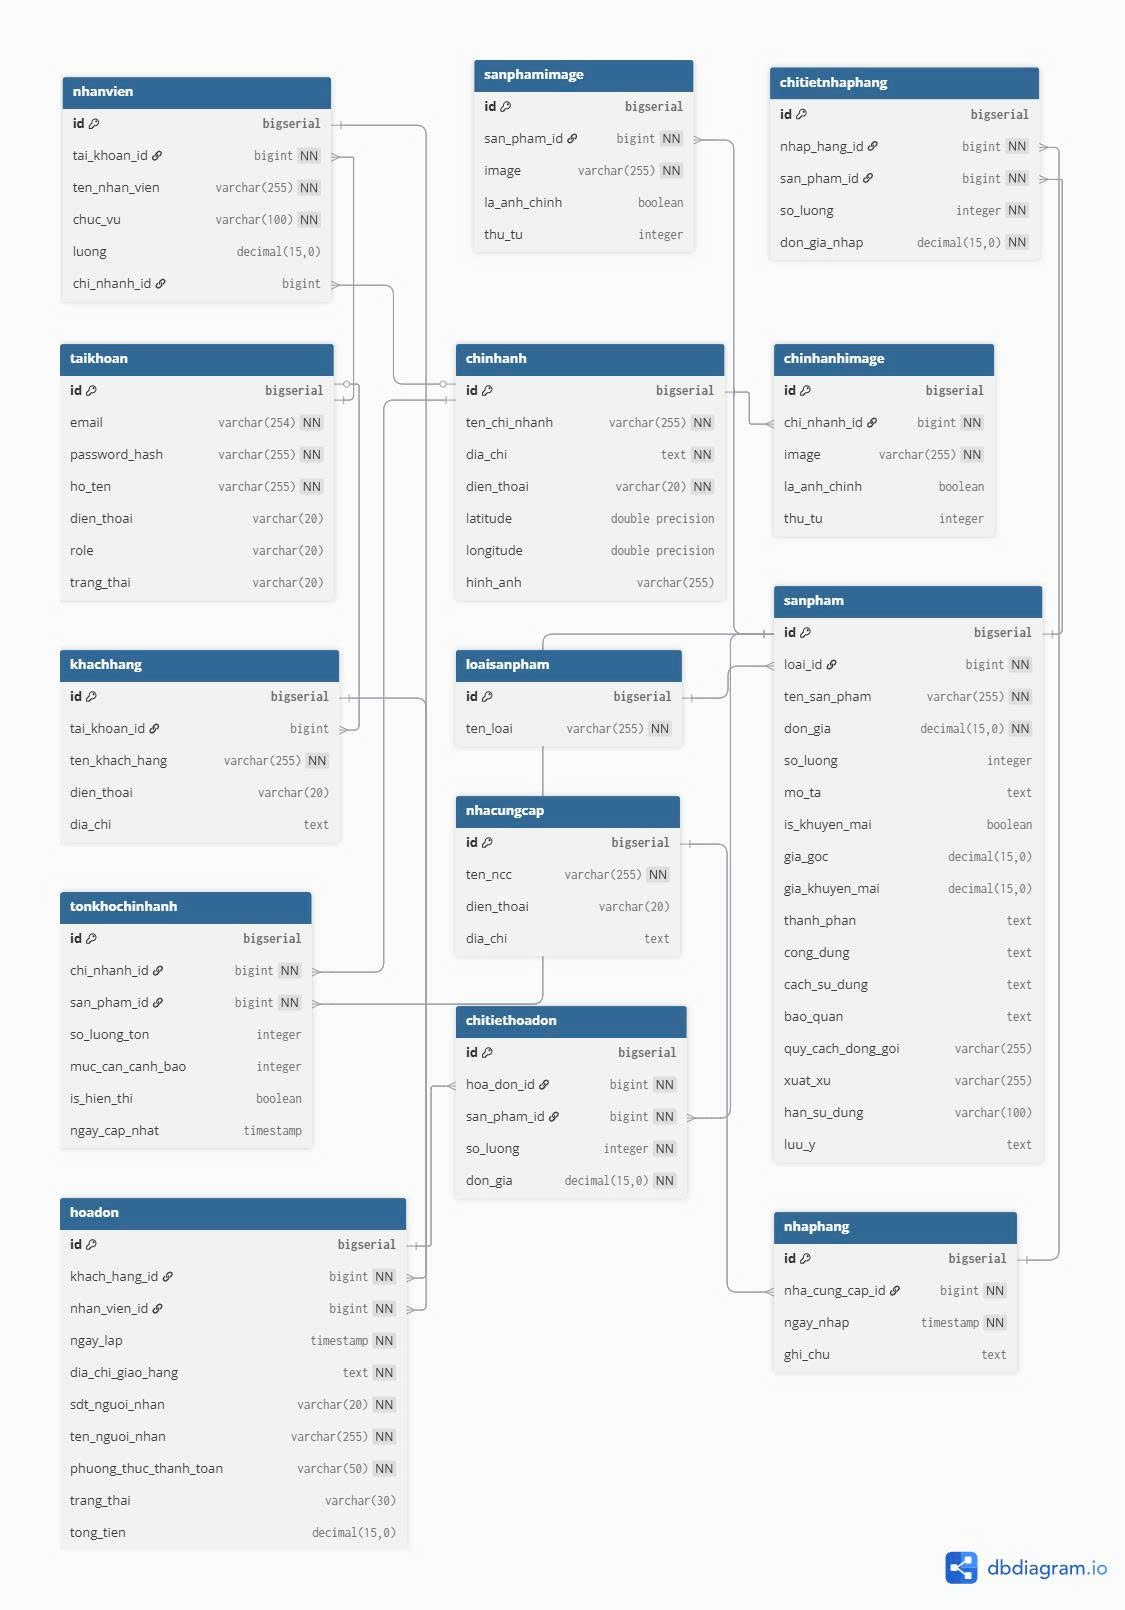 nhanvien
id bigserial
tai_khoan_id bigint NN
ten_nhan_vien varchar(255) NN
chuc_vu varchar(100) NN
luong decimal(15,0)
chi_nhanh_id bigint
sanphamimage
id bigserial
san_pham_id bigint NN
image varchar(255) NN
la_anh_chinh boolean
thu_tu integer
chitietnhaphang
id bigserial
nhap_hang_id bigint NN
san_pham_id bigint NN
so_luong integer NN
don_gia_nhap decimal(15,0) NN
taikhoan
id bigserial
email varchar(254) NN
password_hash varchar(255) NN
ho_ten varchar(255) NN
dien_thoai varchar(20)
role varchar(20)
trang_thai varchar(20)
chinhanh
id bigserial
ten_chi_nhanh varchar(255) NN
dia_chi text NN
dien_thoai varchar(20) NN
latitude double precision
longitude double precision
hinh_anh varchar(255)
chinhanhimage
id bigserial
chi_nhanh_id bigint NN
image varchar(255) NN
la_anh_chinh boolean
thu_tu integer
khachhang
id bigserial
tai_khoan_id bigint
ten_khach_hang varchar(255) NN
dien_thoai varchar(20)
dia_chi text
loaisanpham
id bigserial
ten_loai varchar(255) NN
sanpham
id bigserial
loai_id bigint NN
ten_san_pham varchar(255) NN
don_gia decimal(15,0) NN
so_luong integer
mo_ta text
is_khuyen_mai boolean
gia_goc decimal(15,0)
gia_khuyen_mai decimal(15,0)
thanh_phan text
cong_dung text
cach_su_dung text
bao_quan text
quy_cach_dong_goi varchar(255)
xuat_xu varchar(255)
han_su_dung varchar(100)
luu_y text
nhacungcap
id bigserial
ten_ncc varchar(255) NN
dien_thoai varchar(20)
dia_chi text
tonkhochinhanh
id bigserial
chi_nhanh_id bigint NN
san_pham_id bigint NN
so_luong_ton integer
muc_can_canh_bao integer
is_hien_thi boolean
ngay_cap_nhat timestamp
chitiethoadon
id bigserial
hoa_don_id bigint NN
san_pham_id bigint NN
so_luong integer NN
don_gia decimal(15,0) NN
hoadon
id bigserial
khach_hang_id bigint NN
nhan_vien_id bigint NN
ngay_lap timestamp NN
dia_chi_giao_hang text NN
sdt_nguoi_nhan varchar(20) NN
ten_nguoi_nhan varchar(255) NN
phuong_thuc_thanh_toan varchar(50) NN
trang_thai varchar(30)
tong_tien decimal(15,0)
nhaphang
id bigserial
nha_cung_cap_id bigint NN
ngay_nhap timestamp NN
ghi_chu text
dbdiagram.io